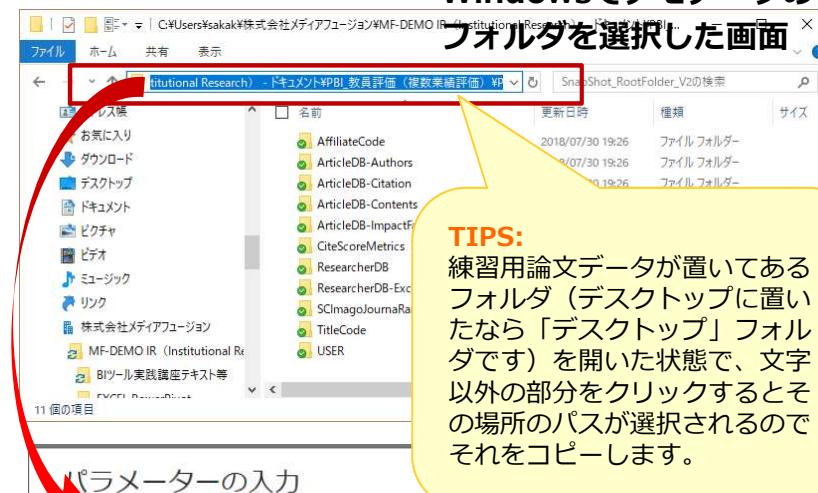 Windowsでデモデータの
フォルダを選択した画面
C:¥Users¥sakak¥株式会社メディアフュージョン¥MF-DEMO IR (Institutional Research)
ファイル ホーム 共有 表示
titutional Research） - ドキュメント¥PBI_教員評価（複数業績評価）¥P
SnapShot_RootFolder_V2の検索
名前 更新日時 種類 サイズ
お気に入り
ダウンロード
デスクトップ
ドキュメント
ピクチャ
ビデオ
ミュージック
リンク
株式会社メディアフュージョン
MF-DEMO IR（Institutional Re
BIツール実践講座テキスト等
EXCEL PowerPivot
AffiliateCode 2018/07/30 19:26 ファイル フォルダー
ArticleDB-Authors 07/30 19:26 ファイル フォルダー
ArticleDB-Citation 19:26 ファイル フォルダー
ArticleDB-Contents
ArticleDB-ImpactF
CiteScoreMetrics
ResearcherDB
ResearcherDB-Exc
SCImagoJournaRa
TitleCode
USER
11 個の項目
TIPS:
練習用論文データが置いてある
フォルダ（デスクトップに置い
たなら「デスクトップ」フォル
ダです）を開いた状態で、文字
以外の部分をクリックするとそ
の場所のパスが選択されるので
それをコピーします。
パラメーターの入力